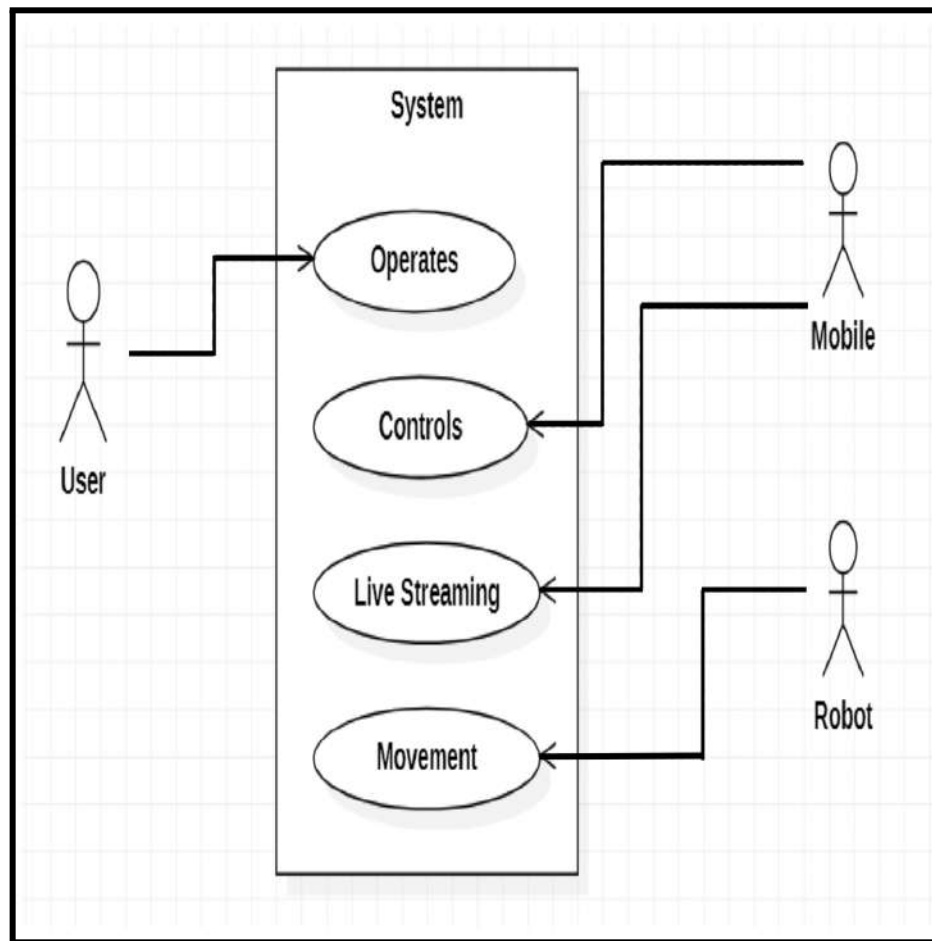 System
Operates
Mobile
Controls
User
Live Streaming
Robot
Movement